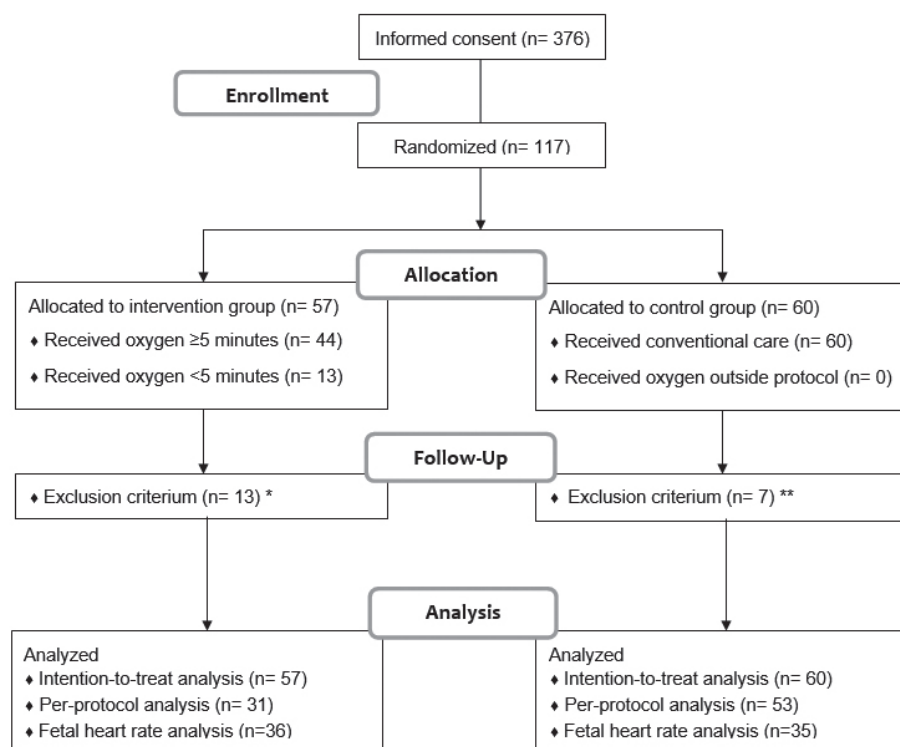 Informed consent (n= 376)
Enrollment
Randomized (n= 117)
Allocation
Allocated to intervention group (n= 57)
♦ Received oxygen ≥5 minutes (n= 44)
♦ Received oxygen <5 minutes (n= 13)
Allocated to control group (n= 60)
♦ Received conventional care (n= 60)
♦ Received oxygen outside protocol (n= 0)
Follow-Up
♦ Exclusion criterium (n= 13) *
♦ Exclusion criterium (n= 7) **
Analysis
Analyzed
♦ Intention-to-treat analysis (n= 57)
♦ Per-protocol analysis (n= 31)
♦ Fetal heart rate analysis (n=36)
Analyzed
♦ Intention-to-treat analysis (n= 60)
♦ Per-protocol analysis (n= 53)
♦ Fetal heart rate analysis (n=35)